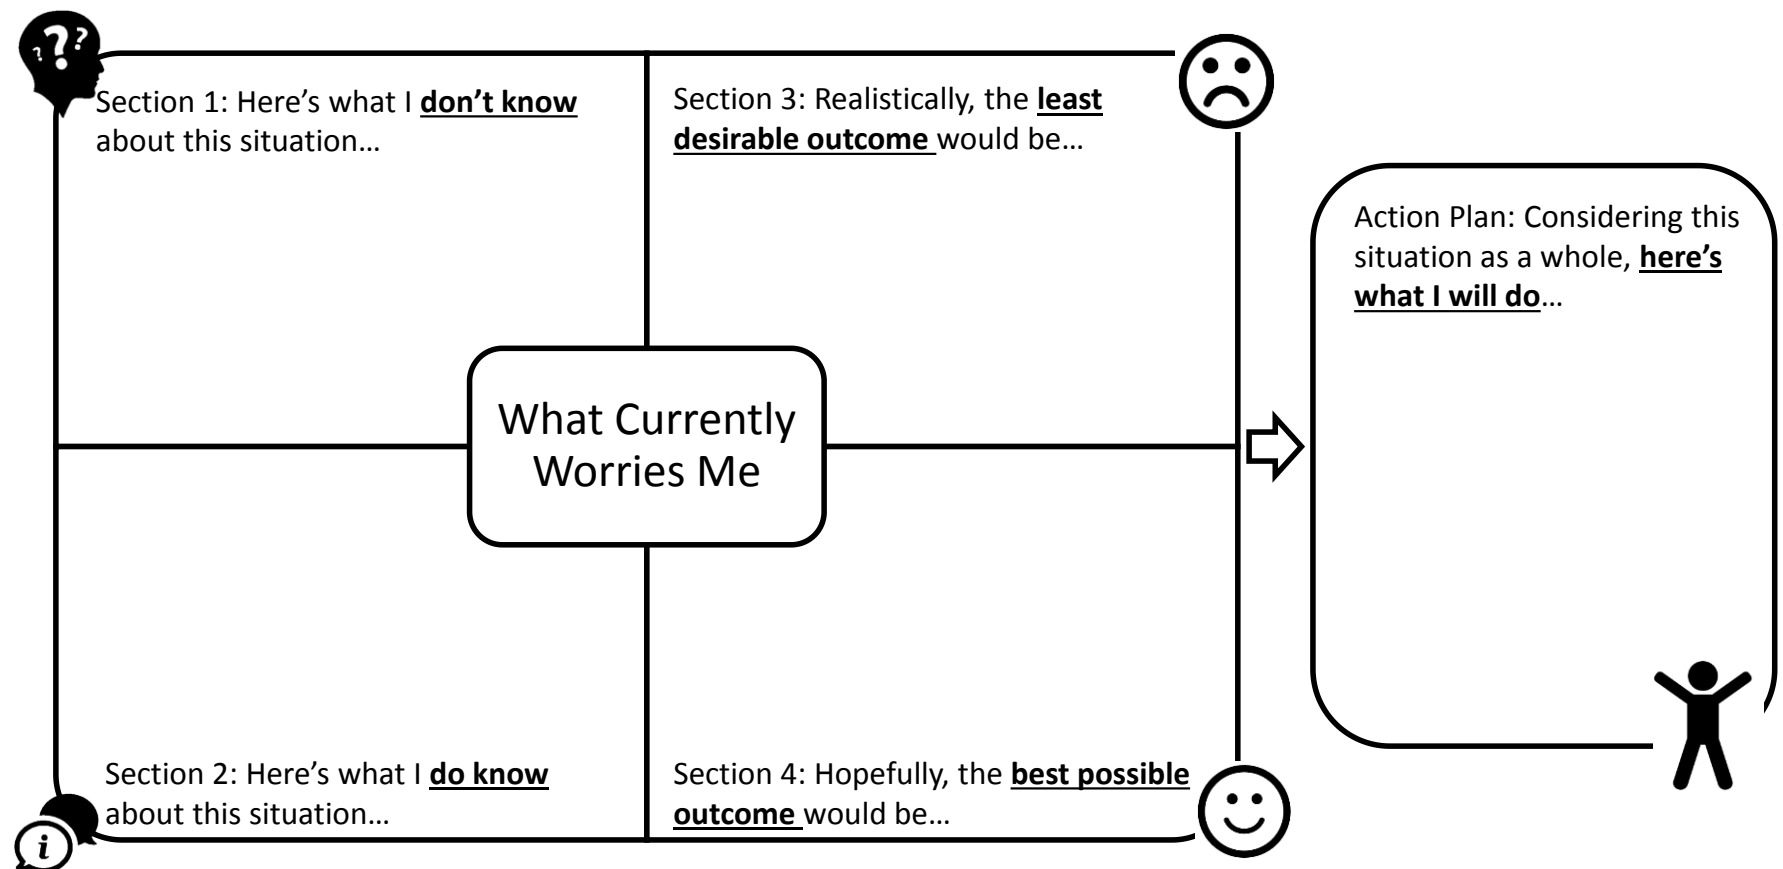 Section 1: Here’s what I don’t know
about this situation…
Section 3: Realistically, the least
desirable outcome would be…
What Currently
Worries Me
Section 2: Here’s what I do know
about this situation…
Section 4: Hopefully, the best possible
outcome would be…
Action Plan: Considering this
situation as a whole, here’s
what I will do…
???
i